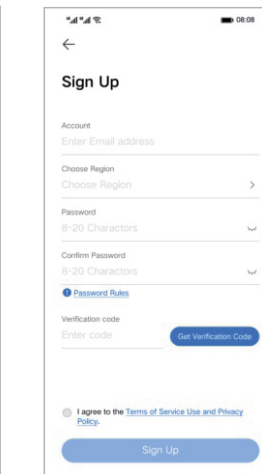 08:08
Sign Up
Account
Enter Email address
Choose Region
Choose Region
Password
8-20 Charactors
Confirm Password
8-20 Charactors
Password Rules
Verification code
Enter code
Get Verification Code
I agree to the Terms of Service Use and Privacy
Policy.
Sign Up